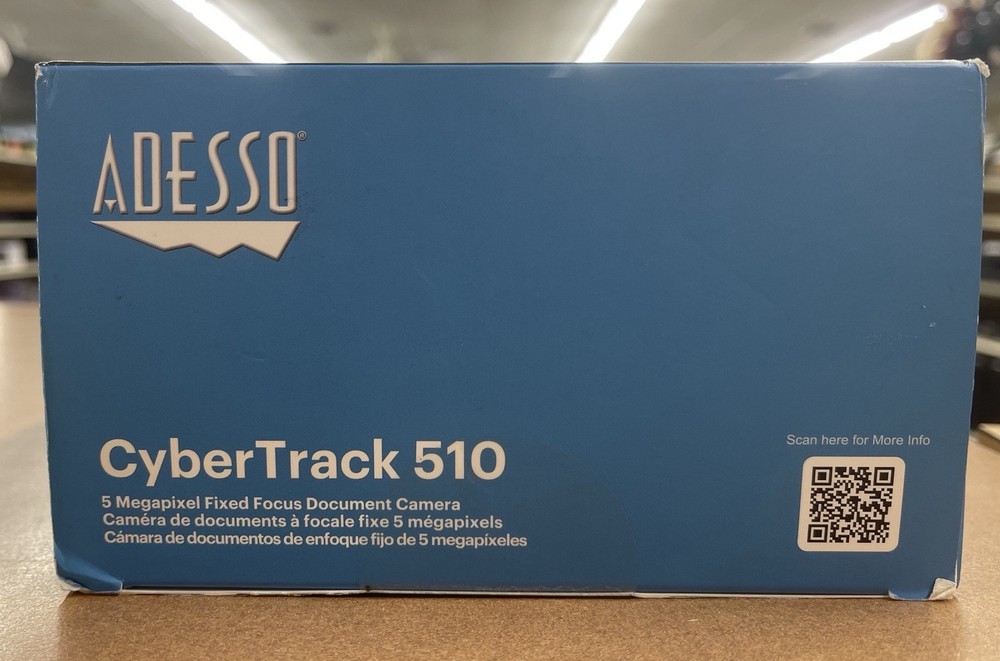 ADESSO®
CyberTrack 510
5 Megapixel Fixed Focus Document Camera
Caméra de documents à focale fixe 5 mégapixels
Cámara de documentos de enfoque fijo de 5 megapíxeles
Scan here for More Info